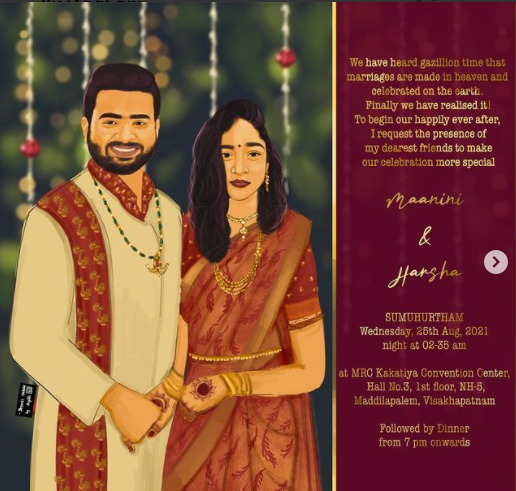 We have heard gazillion time that
marriages are made in heaven and
celebrated on the earth.
Finally we have realised it!
To begin our happily ever after,
I request the presence of
my dearest friends to make
our celebration more special
Maanini
&
Harsha
SUMUHURTHAM
Wednesday, 25th Aug, 2021
night at 02-35 am
at MRC Kakatiya Convention Center,
Hall No.3, 1st floor, NH-5,
Maddilapalem, Visakhapatnam
Followed by Dinner
from 7 pm onwards